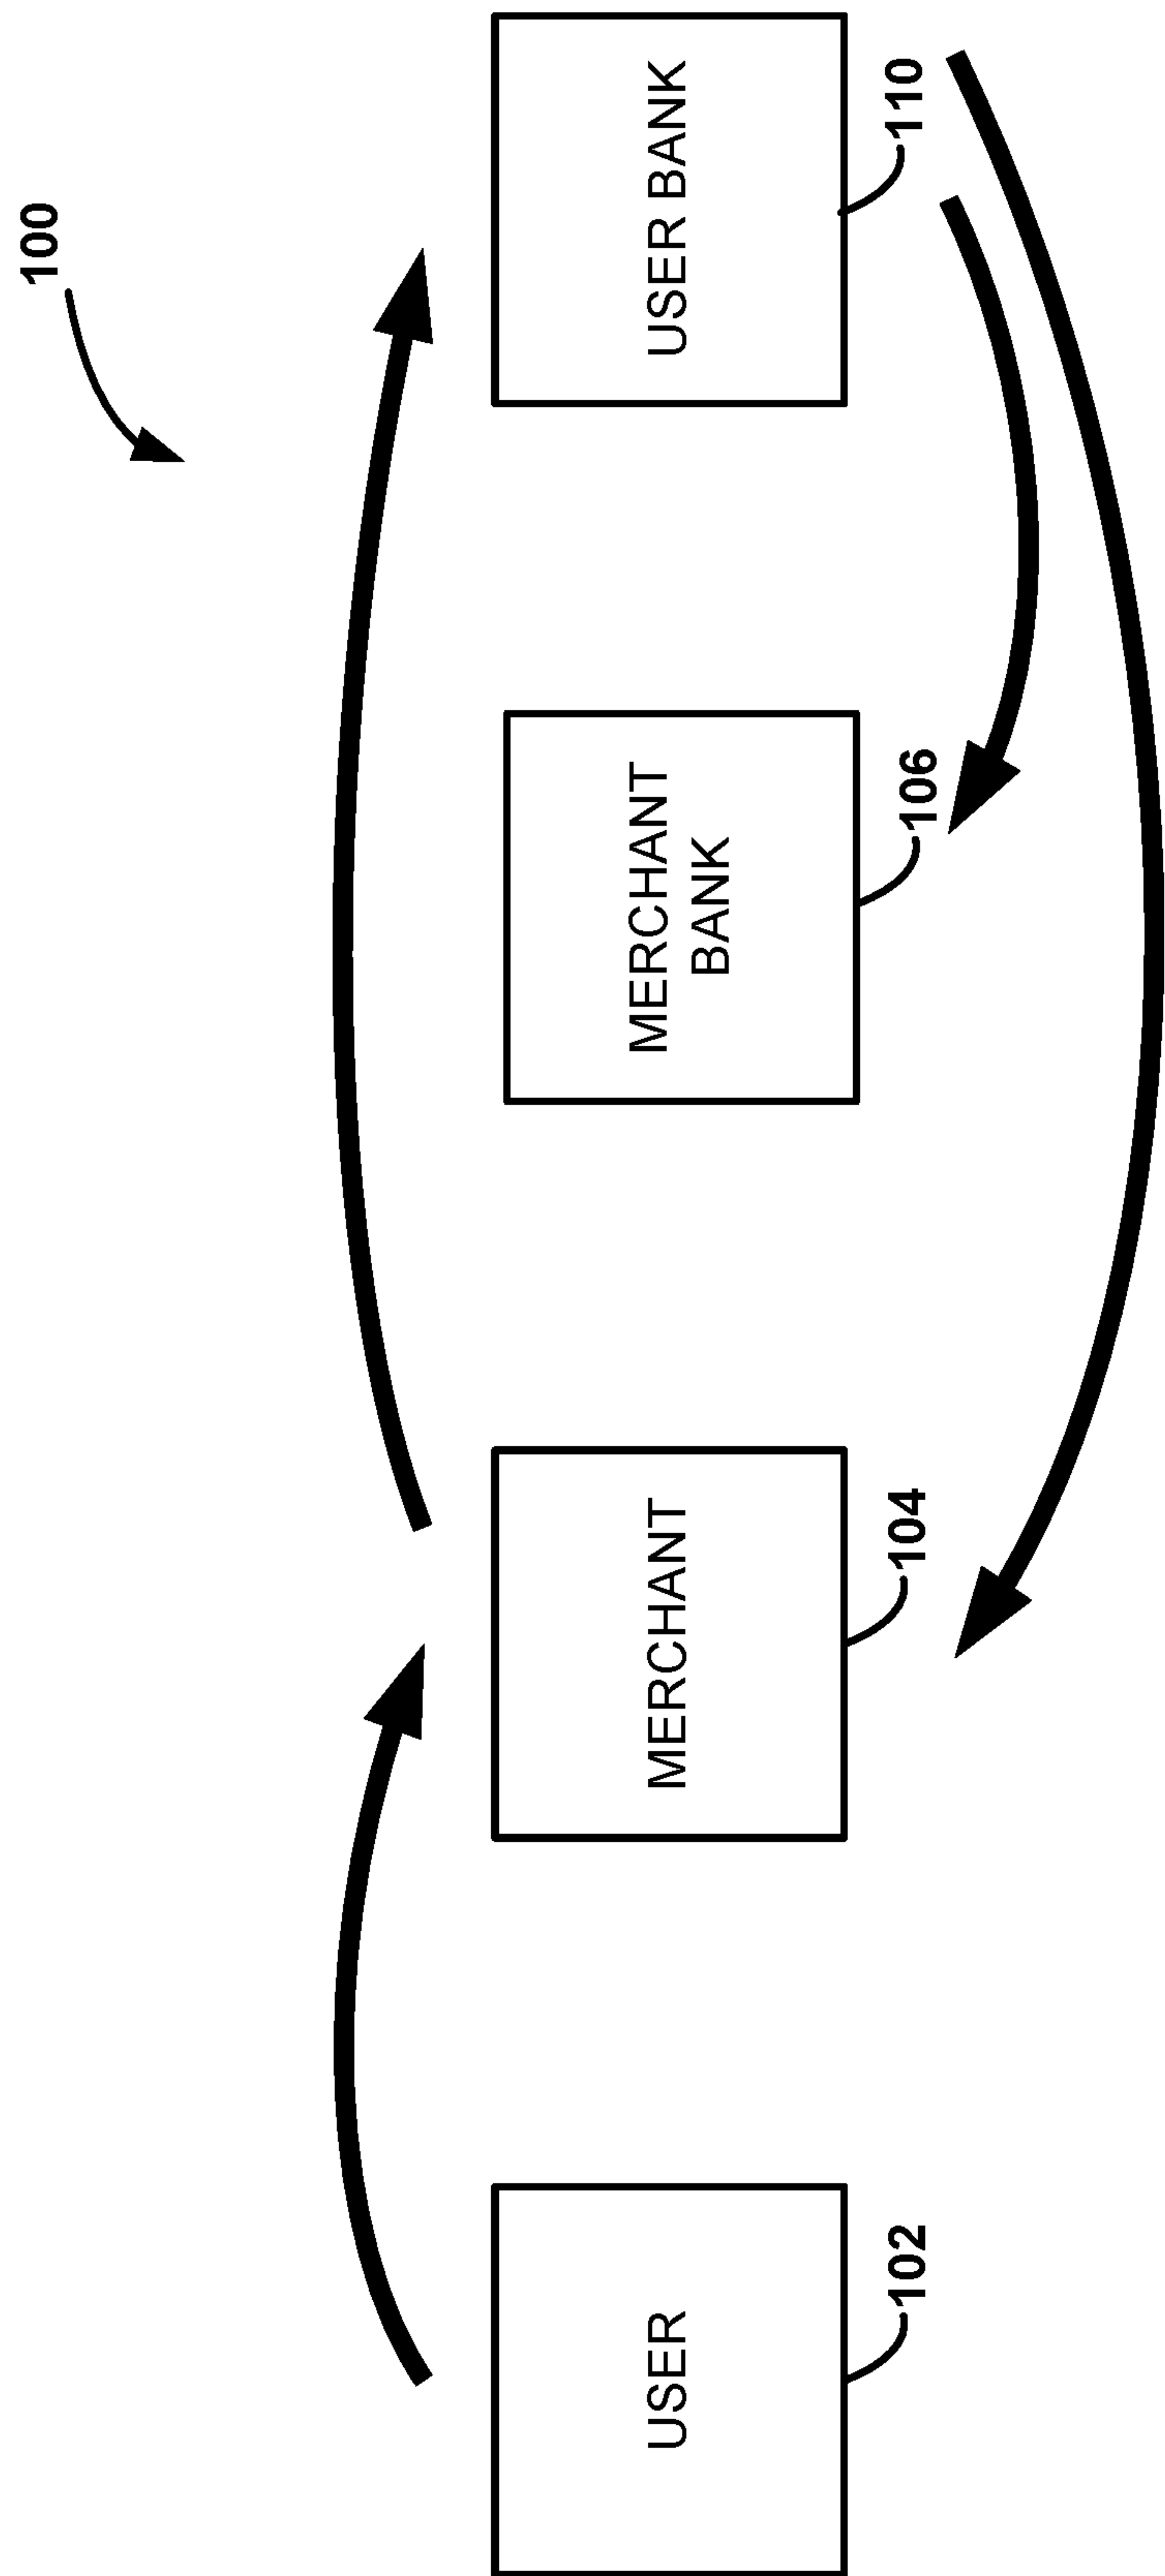 100
USER
MERCHANT
MERCHANT
BANK
USER BANK
102
104
106
110